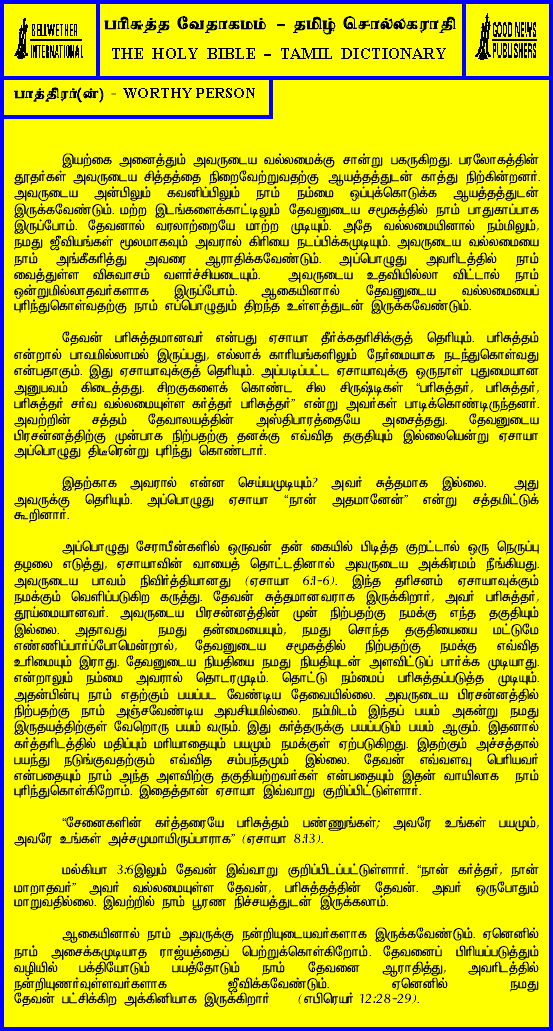 BELLWETHER
INTERNATIONAL
பரிசுத்த வேதாகமம் – தமிழ் சொல்லகராதி
THE HOLY BIBLE – TAMIL DICTIONARY
GOOD NEWS
PUBLISHERS
பாத்திரர்(ன்) - WORTHY PERSON
இயற்கை அனைத்தும் அவருடைய வல்லமைக்கு சான்று பகருகிறது. பரலோகத்தின்
தூதர்கள் அவருடைய சித்தத்தை நிறைவேற்றுவதற்கு ஆயத்தத்துடன் காத்து நிற்கின்றனர்.
அவருடைய அன்பிலும் கவனிப்பிலும் நாம் நம்மை ஒப்புக்கொடுக்க ஆயத்தத்துடன்
இருக்கவேண்டும். மற்ற இடங்களைக்காட்டிலும் தேவனுடைய சமூகத்தில் நாம் பாதுகாப்பாக
இருப்போம். தேவனால் வரலாற்றையே மாற்ற முடியும். அதே வல்லமையினால் நம்மிலும்,
நமது ஜீவியங்கள் மூலமாகவும் அவரால் கிரியை நடப்பிக்கமுடியும். அவருடைய வல்லமையை
நாம் அங்கீகரித்து அவரை ஆராதிக்கவேண்டும். அப்பொழுது அவரிடத்தில் நாம்
வைத்துள்ள விசுவாசம் வளர்ச்சியடையும். அவருடைய உதவியில்லா விட்டால் நாம்
ஒன்றுமில்லாதவர்களாக இருப்போம். ஆகையினால் தேவனுடைய வல்லமையைப்
புரிந்துகொள்வதற்கு நாம் எப்பொழுதும் திறந்த உள்ளத்துடன் இருக்கவேண்டும்.
தேவன் பரிசுத்தமானவர் என்பது ஏசாயா தீர்க்கதரிசிக்குத் தெரியும். பரிசுத்தம்
என்றால் பாவமில்லாமல் இருப்பது, எல்லாக் காரியங்களிலும் நேர்மையாக நடந்துகொள்வது
என்பதாகும். இது ஏசாயாவுக்குத் தெரியும். அப்படிப்பட்ட ஏசாயாவுக்கு ஒருநாள் புதுமையான
அனுபவம் கிடைத்தது. சிறகுகளைக் கொண்ட சில சிருஷ்டிகள் “பரிசுத்தர், பரிசுத்தர்,
பரிசுத்தர் சர்வ வல்லமையுள்ள கர்த்தர் பரிசுத்தர்” என்று அவர்கள் பாடிக்கொண்டிருந்தனர்.
அவற்றின் சத்தம் தேவாலயத்தின் அஸ்திபாரத்தையே அசைத்தது. தேவனுடைய
பிரசன்னத்திற்கு முன்பாக நிற்பதற்கு தனக்கு எவ்வித தகுதியும் இல்லையென்று ஏசாயா
அப்பொழுது திடீரென்று புரிந்து கொண்டார்.
இதற்காக அவரால் என்ன செய்யமுடியும்? அவர் சுத்தமாக இல்லை. அது
அவருக்கு தெரியும். அப்பொழுது ஏசாயா “நான் அதமானேன்” என்று சத்தமிட்டுக்
கூறினார்.
அப்பொழுது சேராபீன்களில் ஒருவன் தன் கையில் பிடித்த குறட்டால் ஒரு நெருப்பு
தழலை எடுத்து, ஏசாயாவின் வாயைத் தொட்டதினால் அவருடைய அக்கிரமம் நீங்கியது.
அவருடைய பாவம் நிவிர்த்தியானது (ஏசாயா 6:1-6). இந்த தரிசனம் ஏசாயாவுக்கும்
நமக்கும் வெளிப்படுகிற கருத்து. தேவன் சுத்தமானவராக இருக்கிறார், அவர் பரிசுத்தர்,
தூய்மையானவர். அவருடைய பிரசன்னத்தின் முன் நிற்பதற்கு நமக்கு எந்த தகுதியும்
இல்லை. அதாவது நமது தன்மையையும், நமது சொந்த தகுதியையை மட்டுமே
எண்ணிப்பார்ப்போமென்றால், தேவனுடைய சமூகத்தில் நிற்பதற்கு நமக்கு எவ்வித
உரிமையும் இராது. தேவனுடைய நியதியை நமது நியதியுடன் அளவிட்டுப் பார்க்க முடியாது.
என்றாலும் நம்மை அவரால் தொடரமுடிம். தொட்டு நம்மைப் பரிசுத்தப்படுத்த முடியும்.
அதன்பின்பு நாம் எதற்கும் பயப்பட வேண்டிய தேவையில்லை. அவருடைய பிரசன்னத்தில்
நிற்பதற்கு நாம் அஞ்சவேண்டிய அவசியமில்லை. நம்மிடம் இந்தப் பயம் அகன்று நமது
இருதயத்திற்குள் வேறொரு பயம் வரும். இது கர்த்தருக்கு பயப்படும் பயம் ஆகும். இதனால்
கர்த்தரிடத்தில் மதிப்பும் மரியாதையும் பயமும் நமக்குள் ஏற்படுகிறது. இதற்கும் அச்சத்தால்
பயந்து நடுங்குவதற்கும் எவ்வித சம்பந்தமும் இல்லை. தேவன் எவ்வளவு பெரியவர்
என்பதையும் நாம் அந்த அளவிற்கு தகுதியற்றவர்கள் என்பதையும் இதன் வாயிலாக நாம்
புரிந்துகொள்கிறோம். இதைத்தான் ஏசாயா இவ்வாறு குறிப்பிட்டுள்ளார்.
“சேனைகளின் கர்த்தரையே பரிசுத்தம் பண்ணுங்கள்; அவரே உங்கள் பயமும்,
அவரே உங்கள் அச்சமுமாயிருப்பாராக” (ஏசாயா 8:13).
மல்கியா 3:6இலும் தேவன் இவ்வாறு குறிப்பிடப்பட்டுள்ளார். “நான் கர்த்தர், நான்
மாறாதவர்” அவர் வல்லமையுள்ள தேவன், பரிசுத்தத்தின் தேவன். அவர் ஒருபோதும்
மாறுவதில்லை. இவற்றில் நாம் பூரண நிச்சயத்துடன் இருக்கலாம்.
ஆகையினால் நாம் அவருக்கு நன்றியுடையவர்களாக இருக்கவேண்டும். ஏனெனில்
நாம் அசைக்கமுடியாத ராஜ்யத்தைப் பெற்றுக்கொள்கிறோம். தேவனைப் பிரியப்படுத்தும்
வழியில் பக்தியோடும் பயத்தோடும் நாம் தேவனை ஆராதித்து, அவரிடத்தில்
நன்றியுணர்வுள்ளவர்களாக ஜீவிக்கவேண்டும். ஏனெனில் நமது
தேவன் பட்சிக்கிற அக்கினியாக இருக்கிறார் (எபிரெயர் 12:28-29).